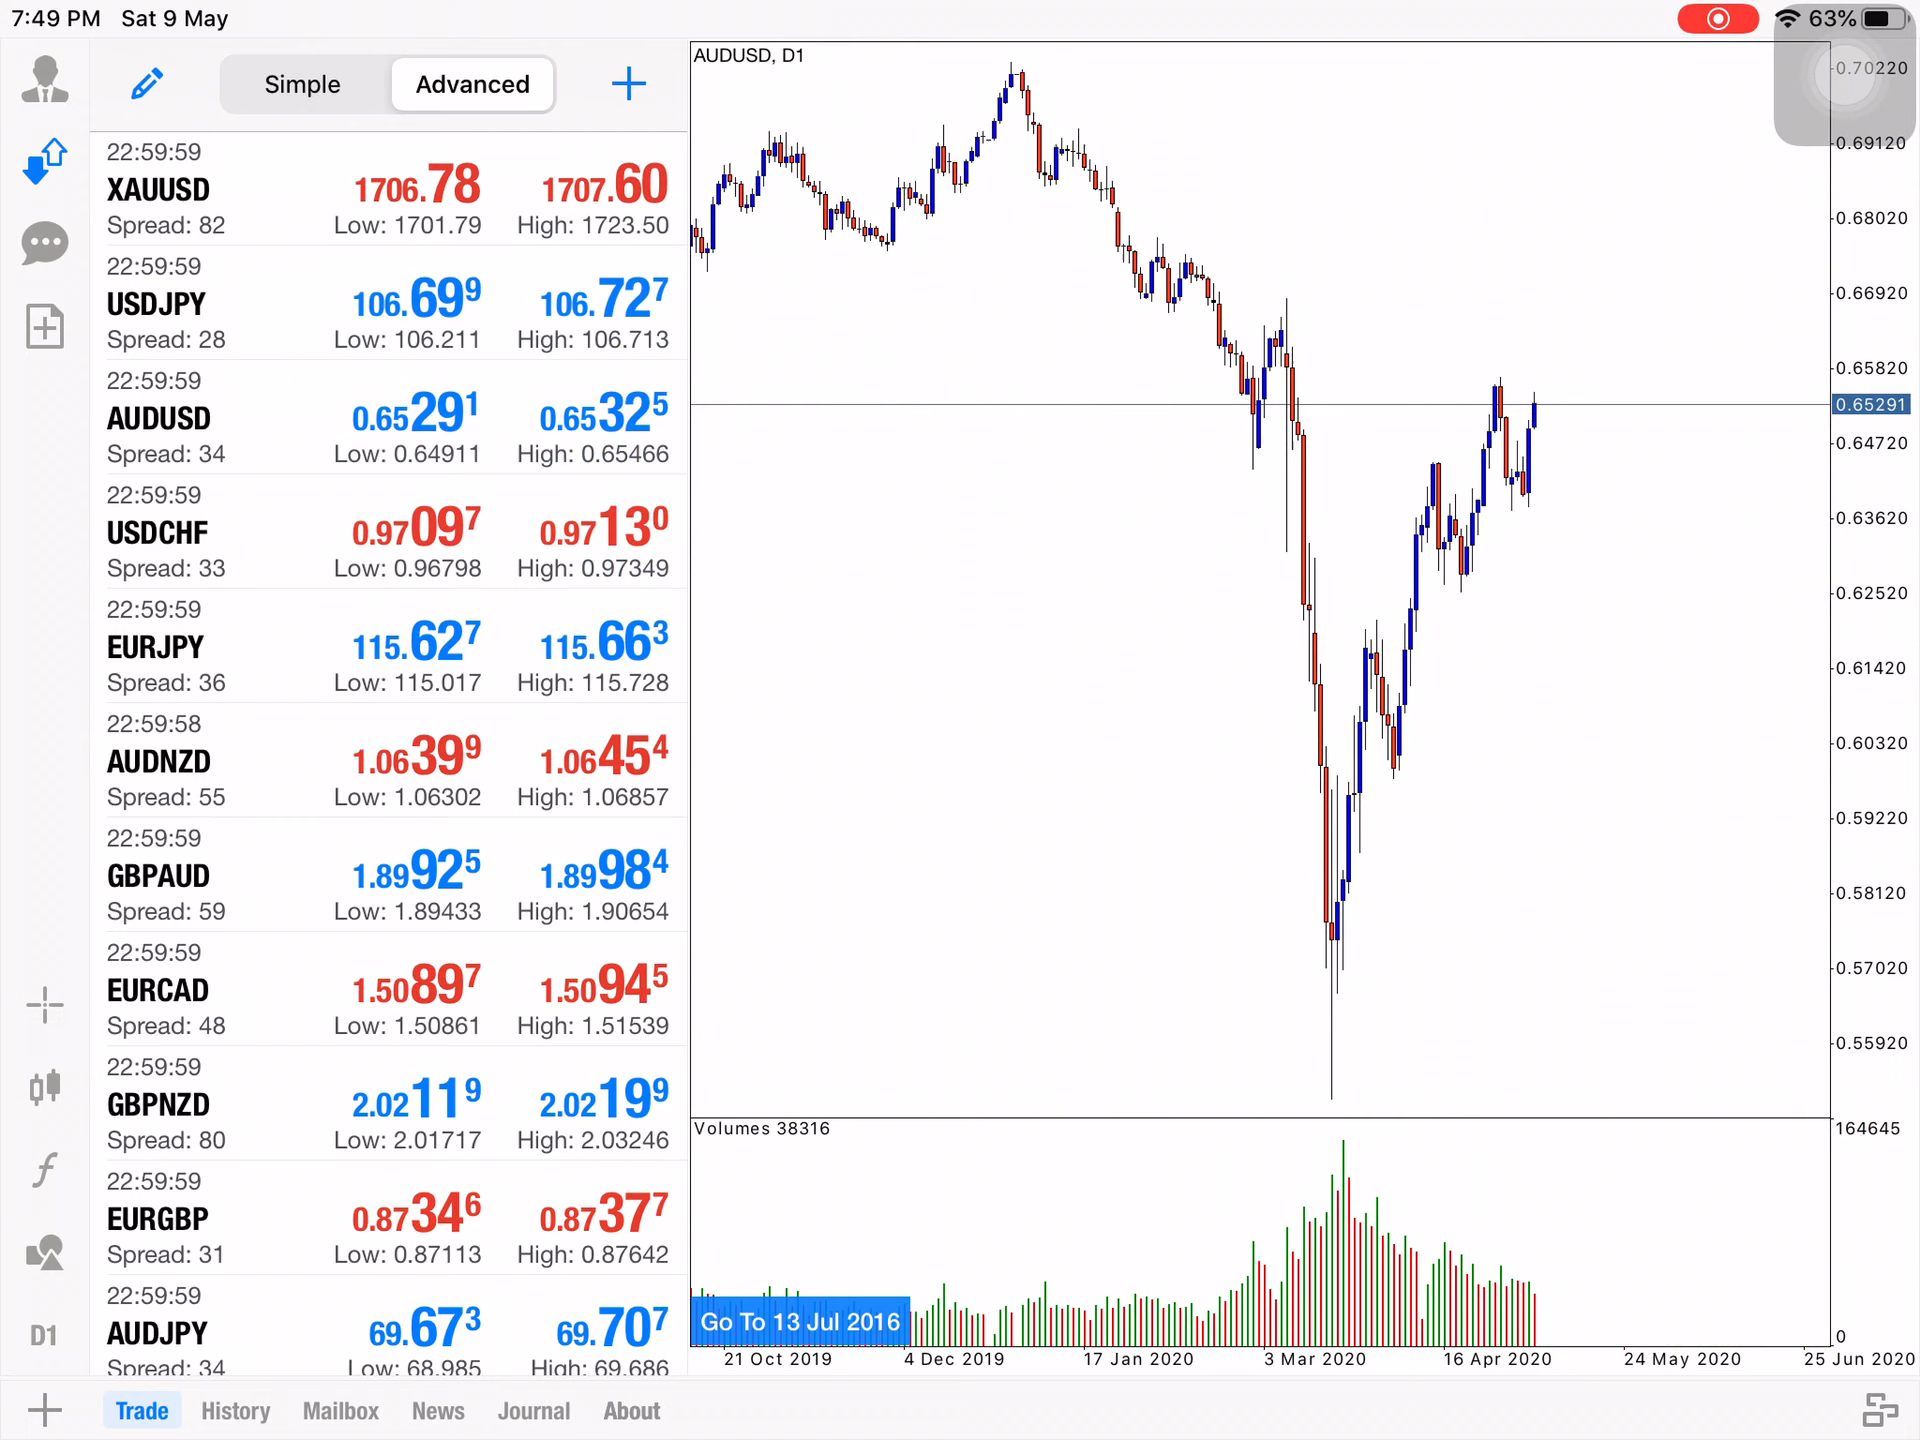 7:49 PM Sat 9 May
63%
Simple Advanced
22:59:59
XAUUSD 1706.78 1707.60
Spread: 82 Low: 1701.79 High: 1723.50
22:59:59
USDJPY 106.699 106.727
Spread: 28 Low: 106.211 High: 106.713
22:59:59
AUDUSD 0.65291 0.65325
Spread: 34 Low: 0.64911 High: 0.65466
22:59:59
USDCHF 0.97097 0.97130
Spread: 33 Low: 0.96798 High: 0.97349
22:59:59
EURJPY 115.627 115.663
Spread: 36 Low: 115.017 High: 115.728
22:59:58
AUDNZD 1.06399 1.06454
Spread: 55 Low: 1.06302 High: 1.06857
22:59:59
GBPAUD 1.89925 1.89984
Spread: 59 Low: 1.89433 High: 1.90654
22:59:59
EURCAD 1.50897 1.50945
Spread: 48 Low: 1.50861 High: 1.51539
22:59:59
GBPNZD 2.02119 2.02199
Spread: 80 Low: 2.01717 High: 2.03246
22:59:59
EURGBP 0.87346 0.87377
Spread: 31 Low: 0.87113 High: 0.87642
22:59:59
AUDJPY 69.673 69.707
Spread: 34 Low: 68.985 High: 69.686
D1
AUDUSD, D1
0.70220
0.69120
0.68020
0.66920
0.65820
0.65291
0.64720
0.63620
0.62520
0.61420
0.60320
0.59220
0.58120
0.57020
0.55920
Volumes 38316
164645
0
Go To 13 Jul 2016
21 Oct 2019 4 Dec 2019 17 Jan 2020 3 Mar 2020 16 Apr 2020 24 May 2020 25 Jun 2020
Trade History Mailbox News Journal About